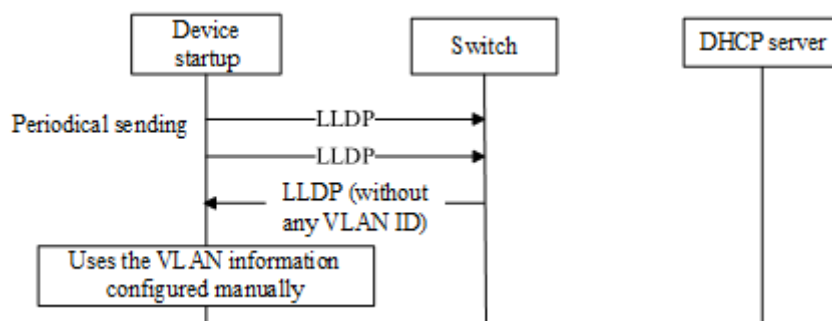 Device
startup
Switch
DHCP server
Periodical sending
LLDP
LLDP
LLDP (without
any VLAN ID)
Uses the VLAN information
configured manually